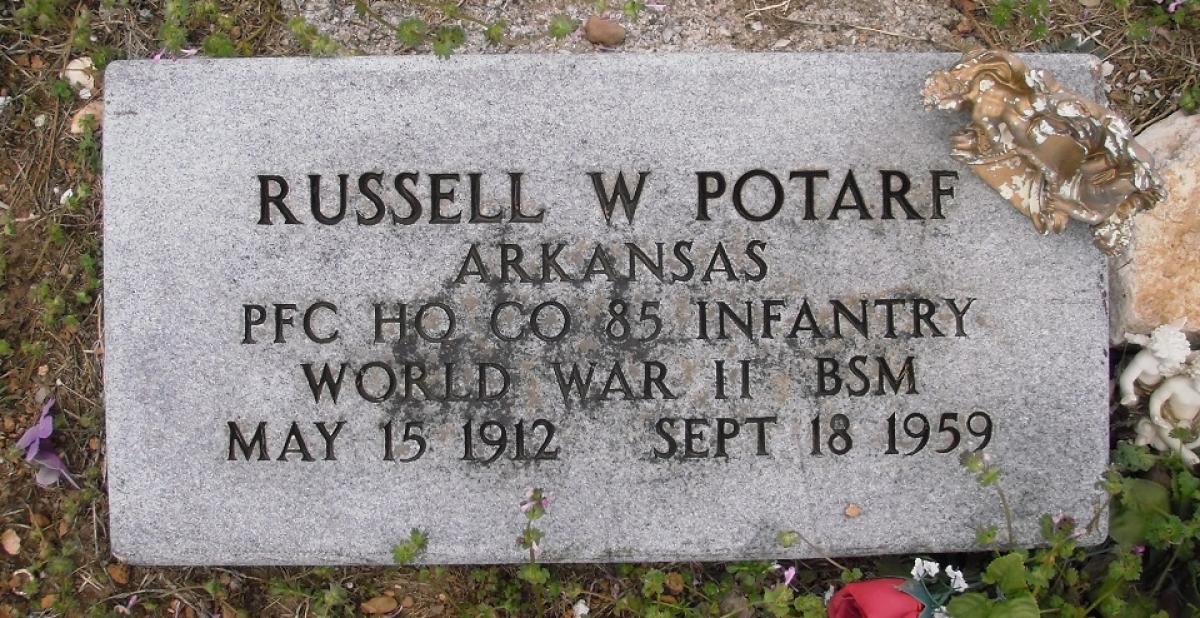 RUSSELL W POTARF
ARKANSAS
PFC HQ CO 85 INFANTRY
WORLD WAR II BSM
MAY 15 1912 SEPT 18 1959